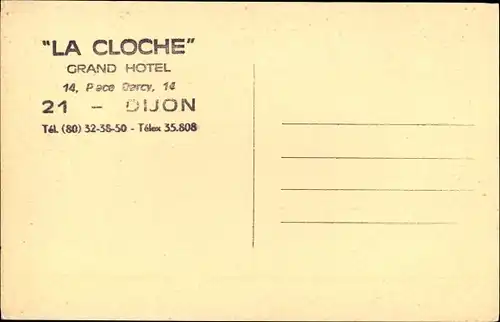 "LA CLOCHE"
GRAND HOTEL
14, Place Darcy, 14
21 - DIJON
Tél. (80) 32-38-50 - Télex 35.808